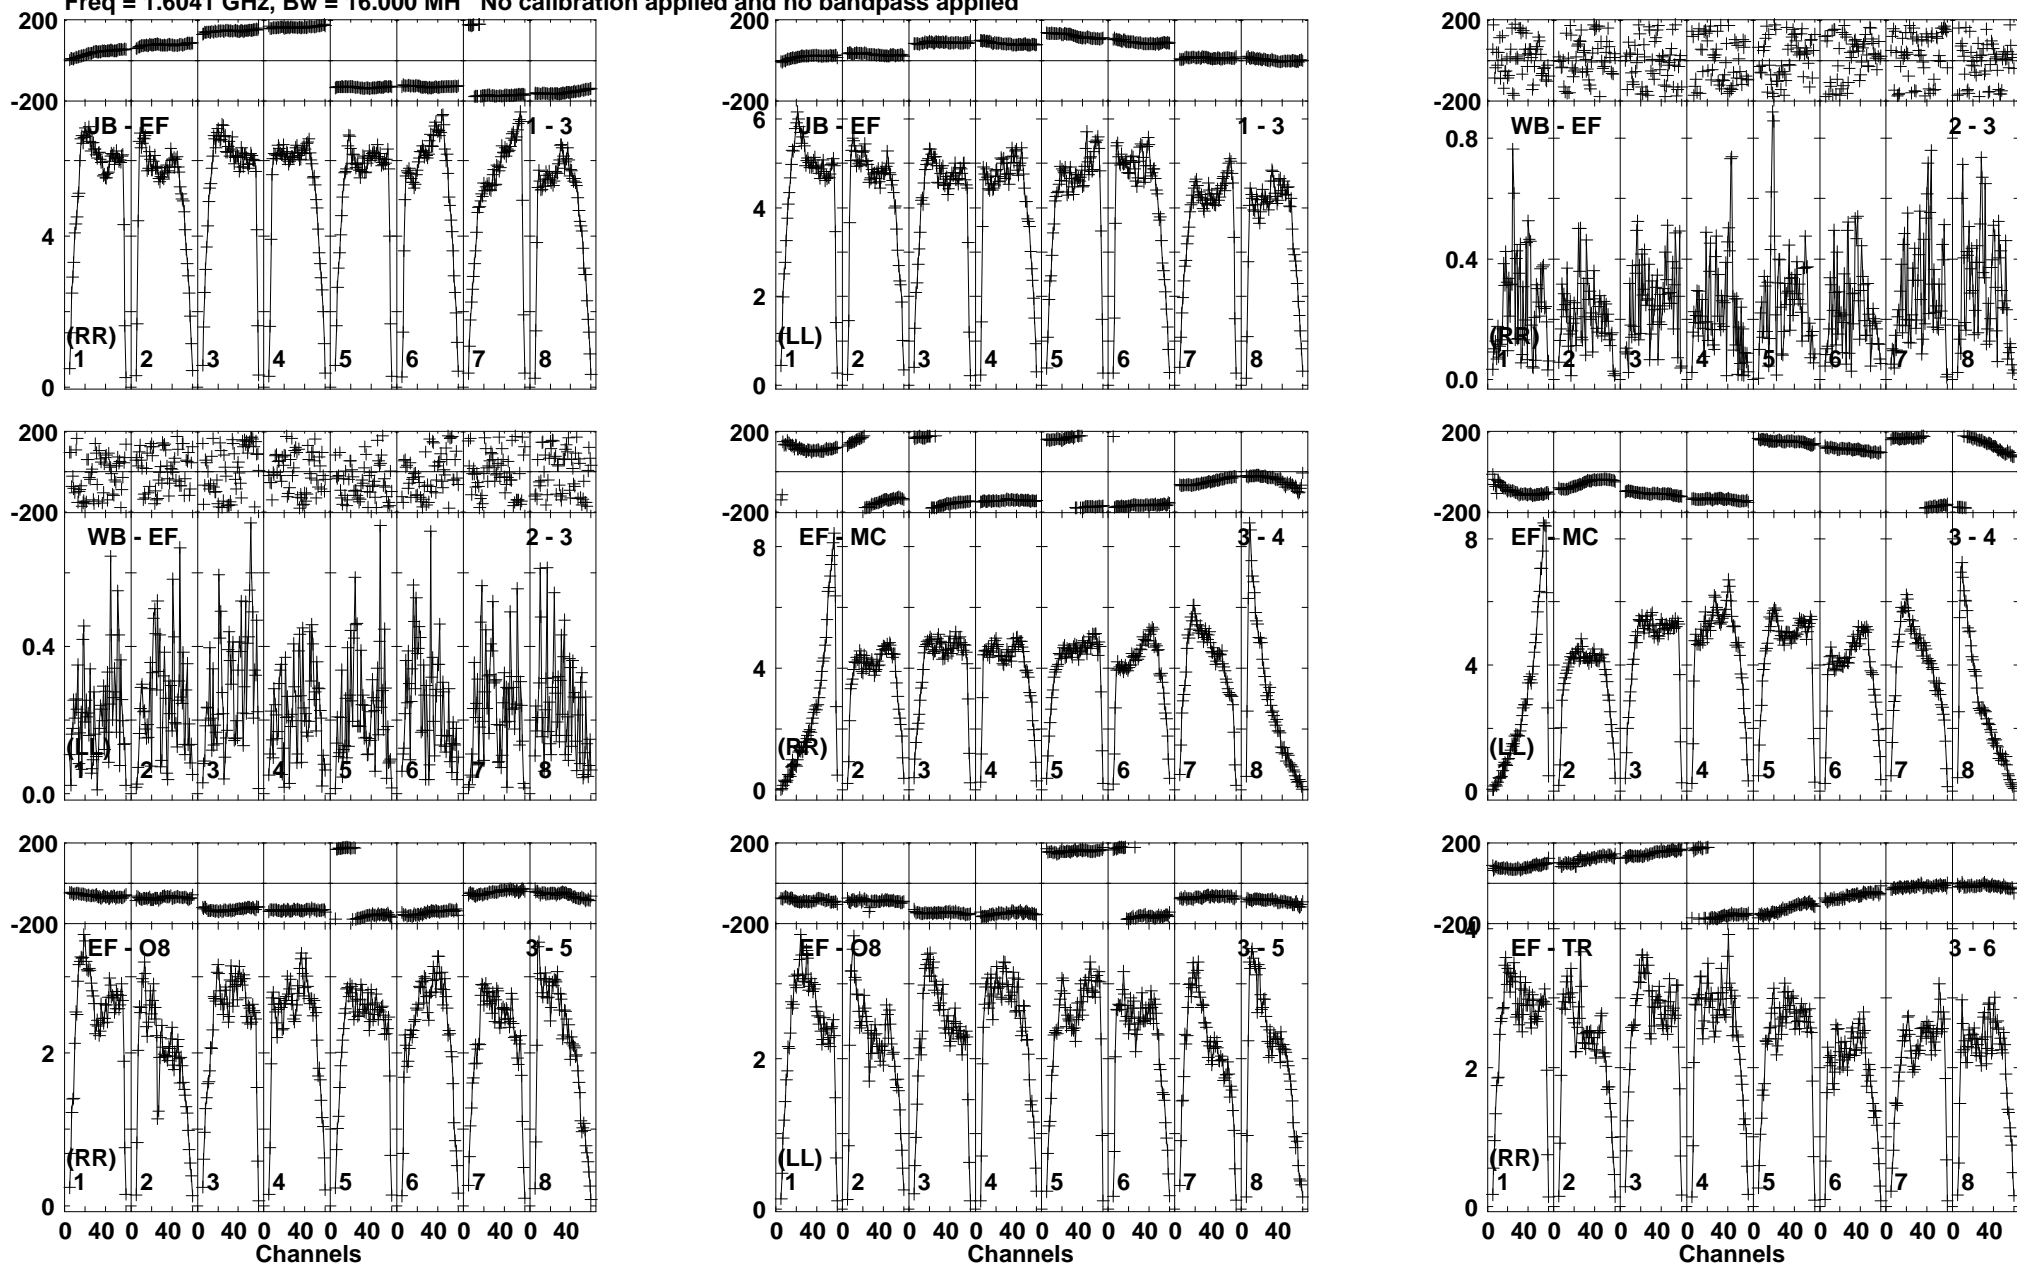 Freq = 1.6041 GHz, Bw = 16.000 MH No calibration applied and no bandpass applied
200
-200
JB - EF 1 - 3
4
0
(RR)
1 2 3 4 5 6 7 8
200
-200
JB - EF 1 - 3
6
4
2
0
(LL)
1 2 3 4 5 6 7 8
200
-200
WB - EF 2 - 3
0.8
0.4
0.0
(RR)
1 2 3 4 5 6 7 8
200
-200
WB - EF 2 - 3
0.4
0.0
(LL)
1 2 3 4 5 6 7 8
200
-200
EF - MC 3 - 4
8
4
0
(RR)
1 2 3 4 5 6 7 8
200
-200
EF - MC 3 - 4
8
4
0
(LL)
1 2 3 4 5 6 7 8
200
-200
EF - O8 3 - 5
2
0
(RR)
1 2 3 4 5 6 7 8
0 40 0 40 0 40 0 40 0 40 0 40 0 40 0 40
Channels
200
-200
EF - O8 3 - 5
2
0
(LL)
1 2 3 4 5 6 7 8
0 40 0 40 0 40 0 40 0 40 0 40 0 40 0 40
Channels
200
-200
4
EF - TR 3 - 6
2
0
(RR)
1 2 3 4 5 6 7 8
0 40 0 40 0 40 0 40 0 40 0 40 0 40 0 40
Channels